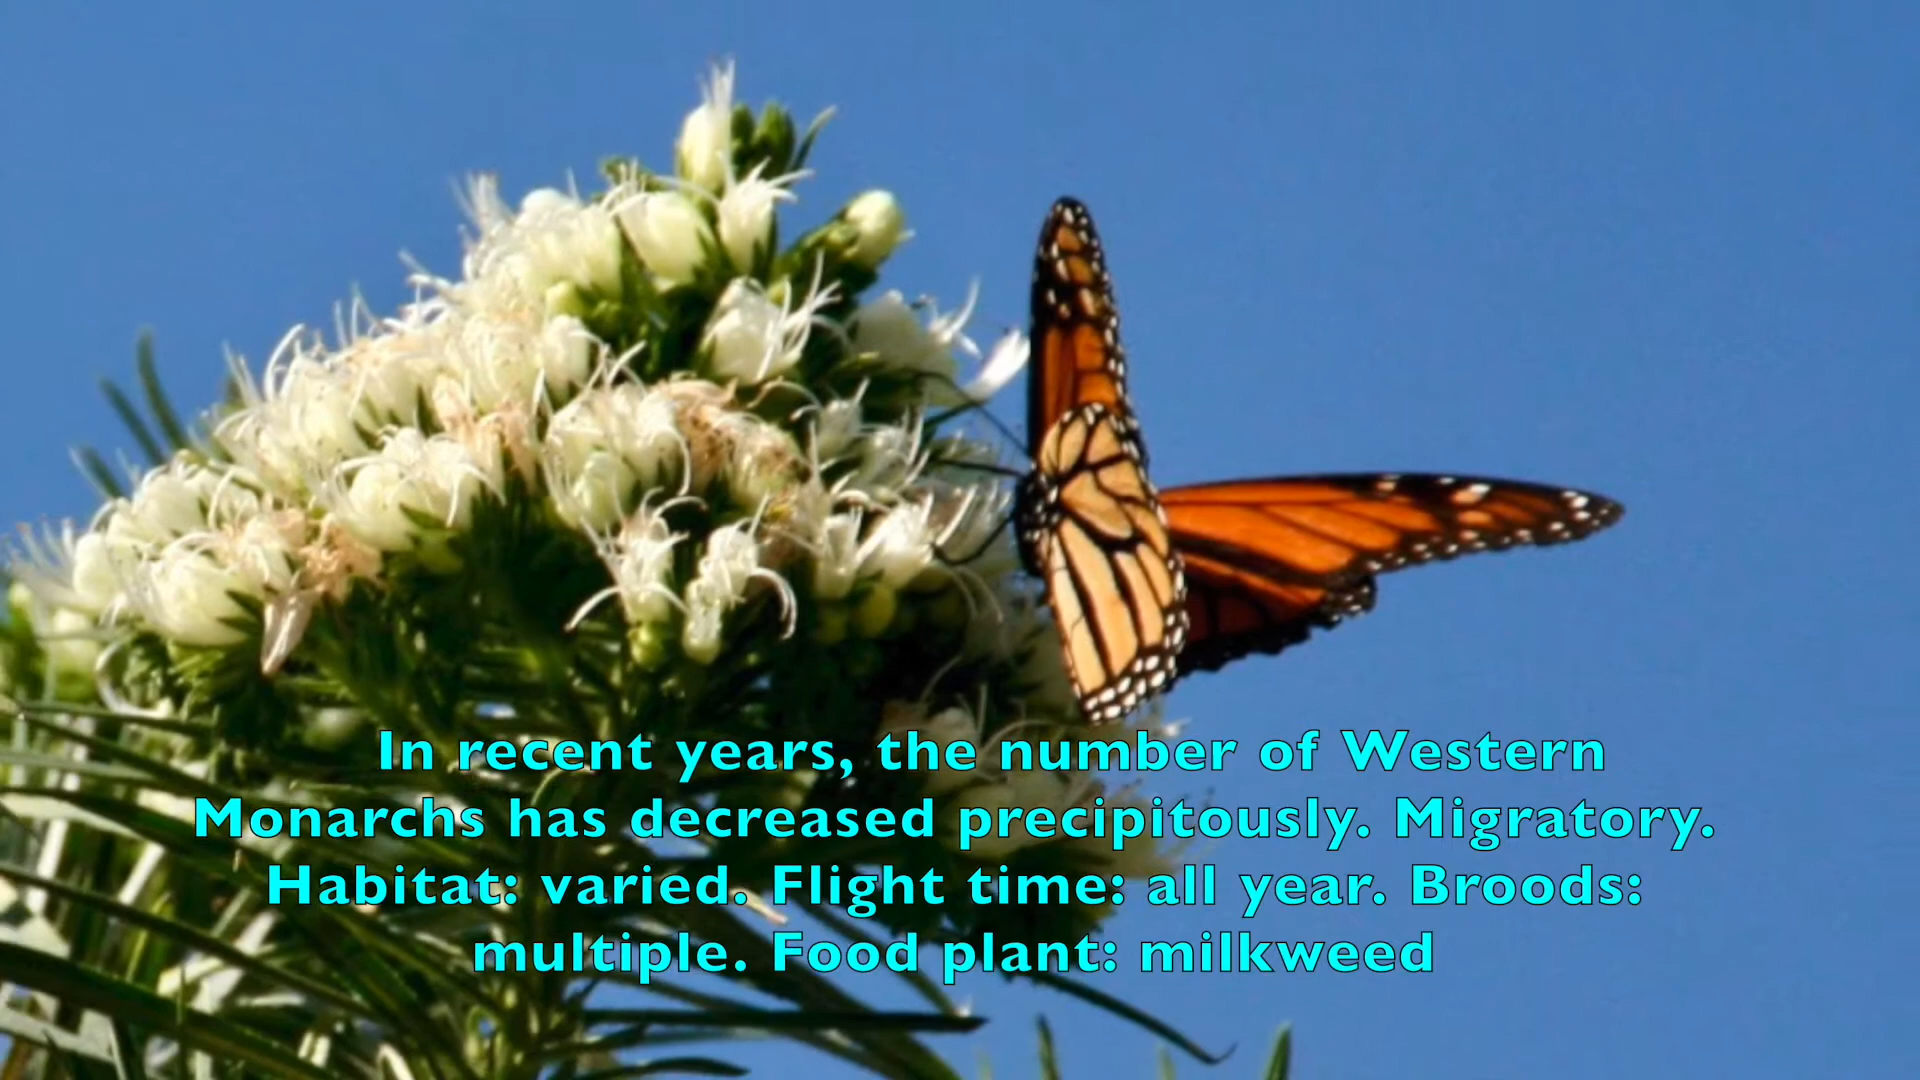 In recent years, the number of Western
Monarchs has decreased precipitously. Migratory.
Habitat: varied. Flight time: all year. Broods:
multiple. Food plant: milkweed